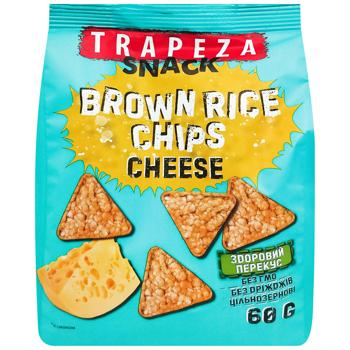 TRAPEZA
SNACK
BROWN RICE
CHIPS
CHEESE
ЗДОРОВИЙ
ПЕРЕКУС
БЕЗ ГМО
БЕЗ ДРІЖДЖІВ
ЦІЛЬНОЗЕРНОВІ
60 G